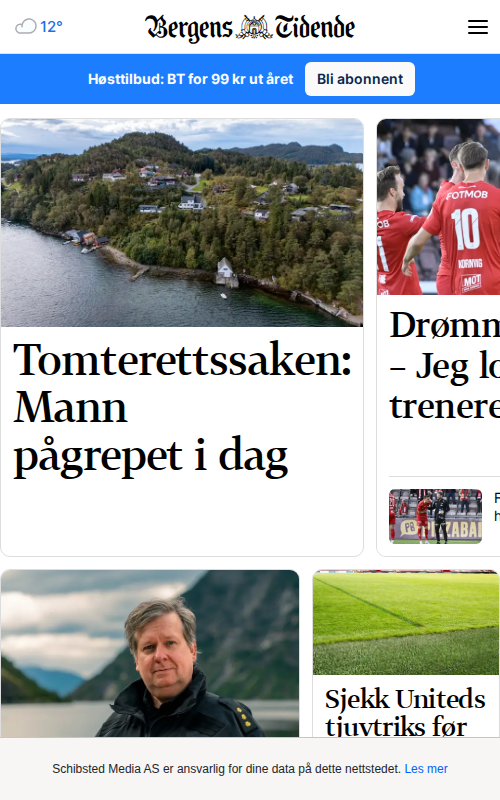 12°
Bergens Tidende
Høsttilbud: BT for 99 kr ut året
Bli abonnent
FOTMOB
10
KORNVIG
MOT
Tomterettssaken:
Mann
pågrepet i dag
Drømm
– Jeg lo
trenere
Sjekk Uniteds
tjuvtriks før
Schibsted Media AS er ansvarlig for dine data på dette nettstedet. Les mer